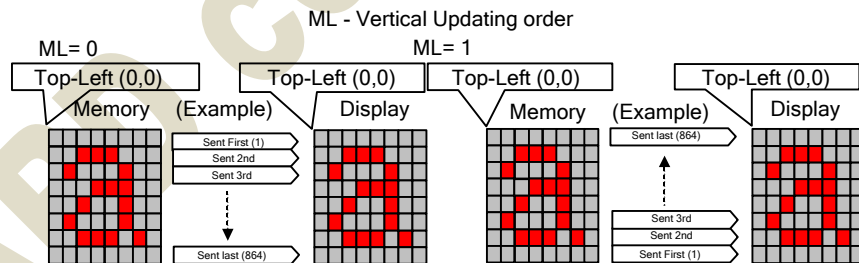 ML - Vertical Updating order
ML= 0
ML= 1
Top-Left (0,0)
Top-Left (0,0)
Top-Left (0,0)
Top-Left (0,0)
Memory
(Example)
Display
Memory
(Example)
Display
Sent First (1)
Sent 2nd
Sent 3rd
Sent last (864)
Sent last (864)
Sent 3rd
Sent 2nd
Sent First (1)